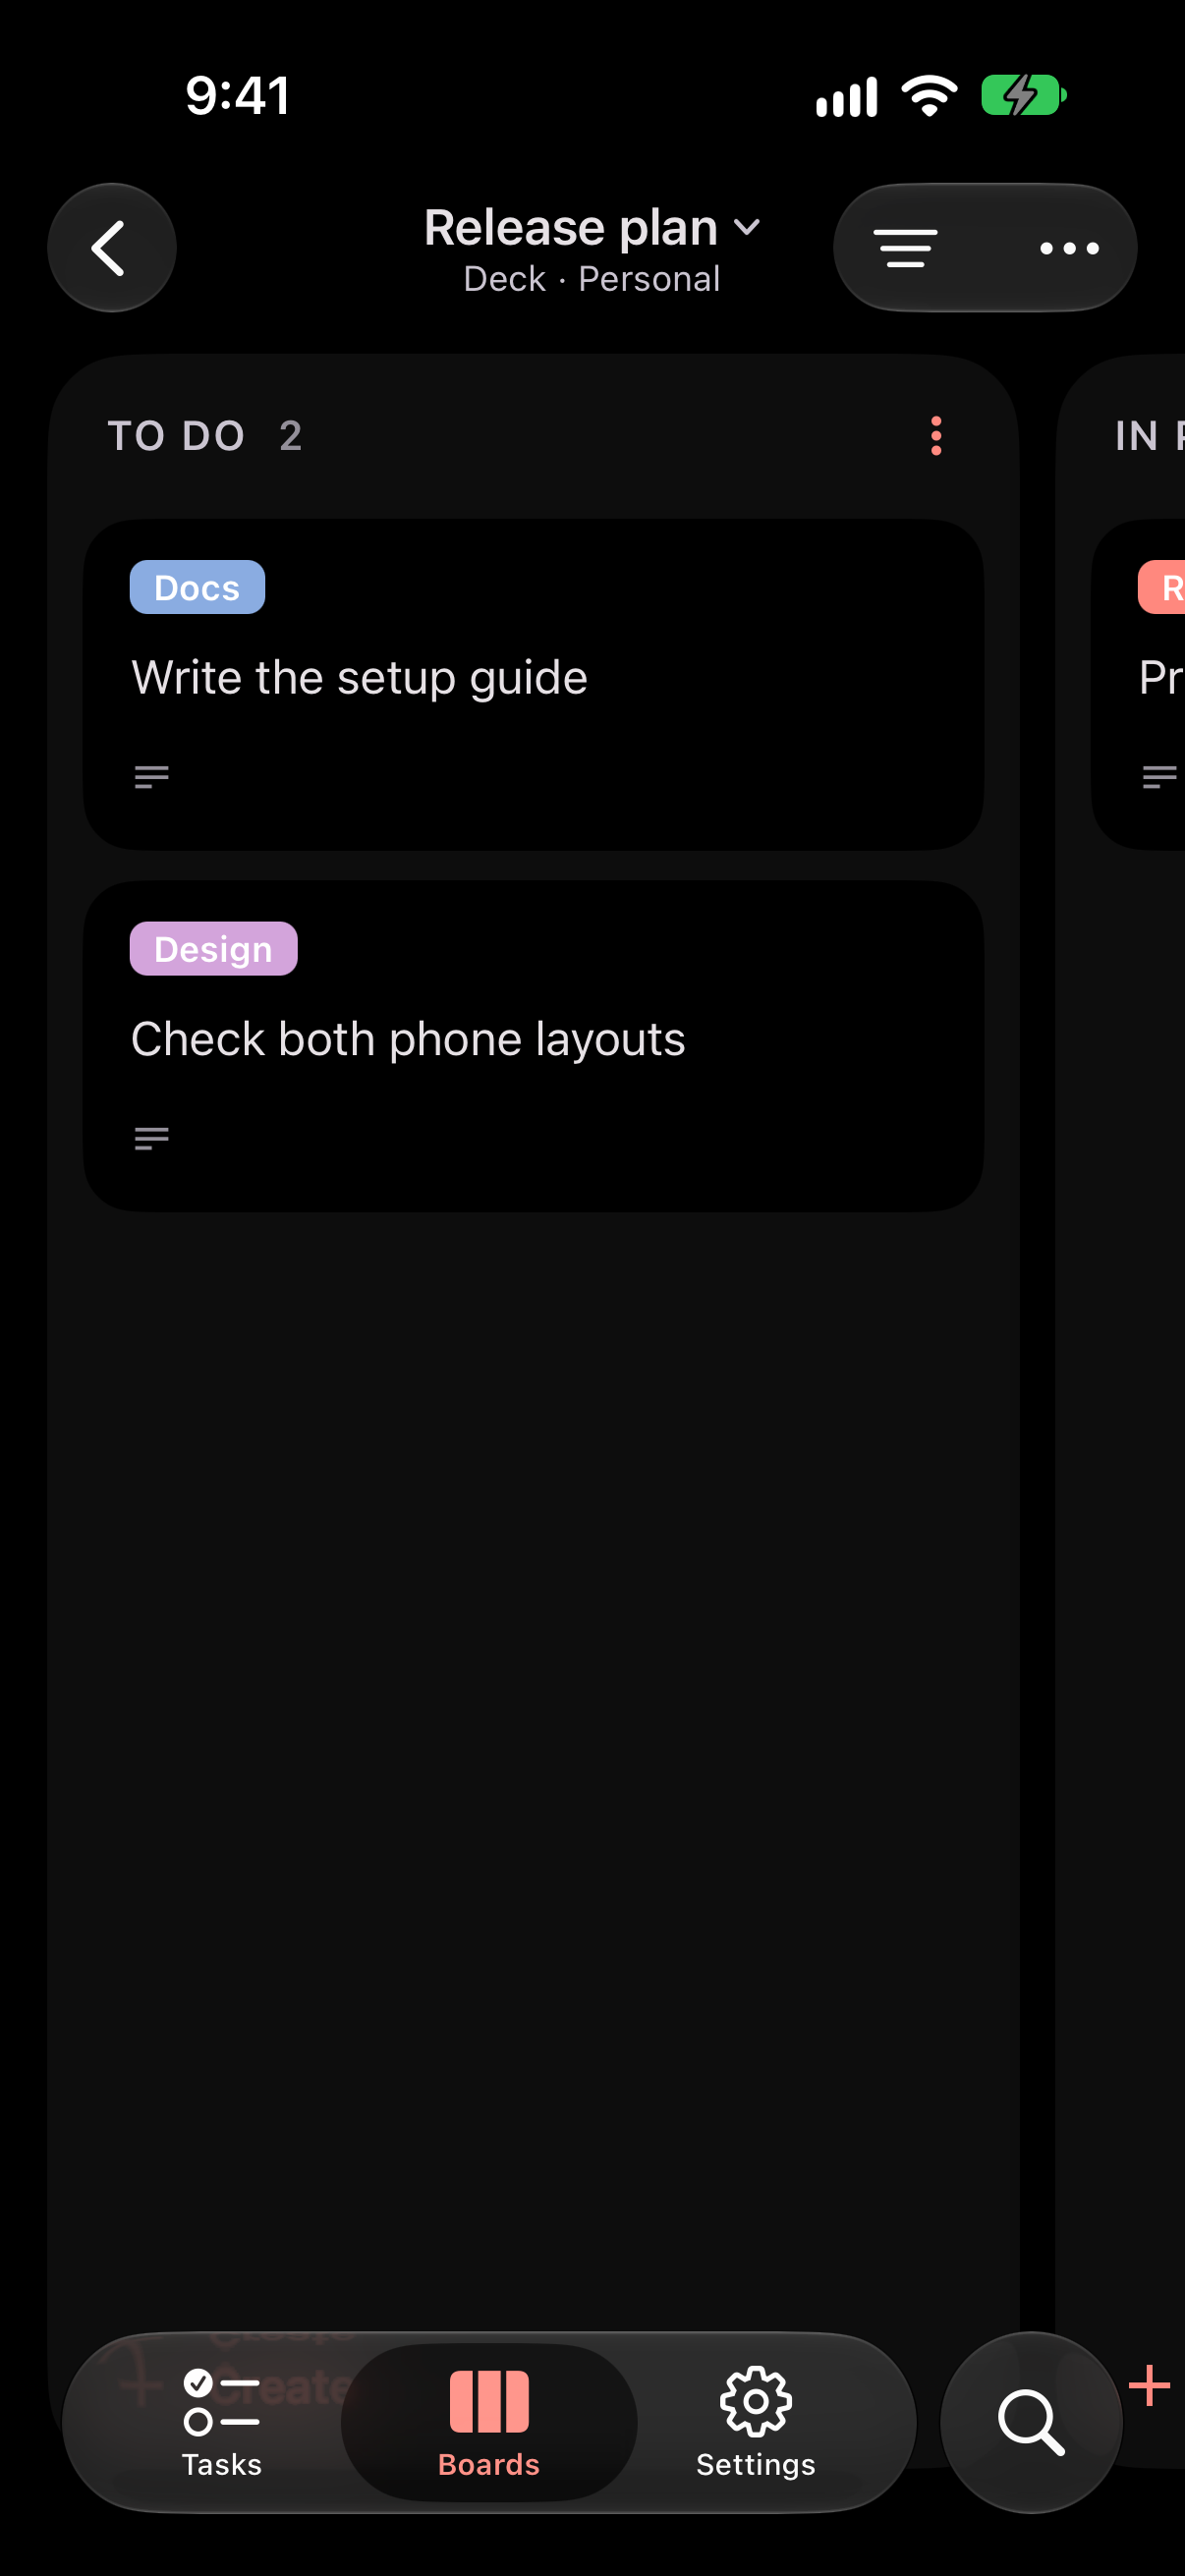 9:41
Release plan
Deck · Personal
TO DO 2
IN
Docs
Write the setup guide
Design
Check both phone layouts
Create
Tasks
Boards
Settings